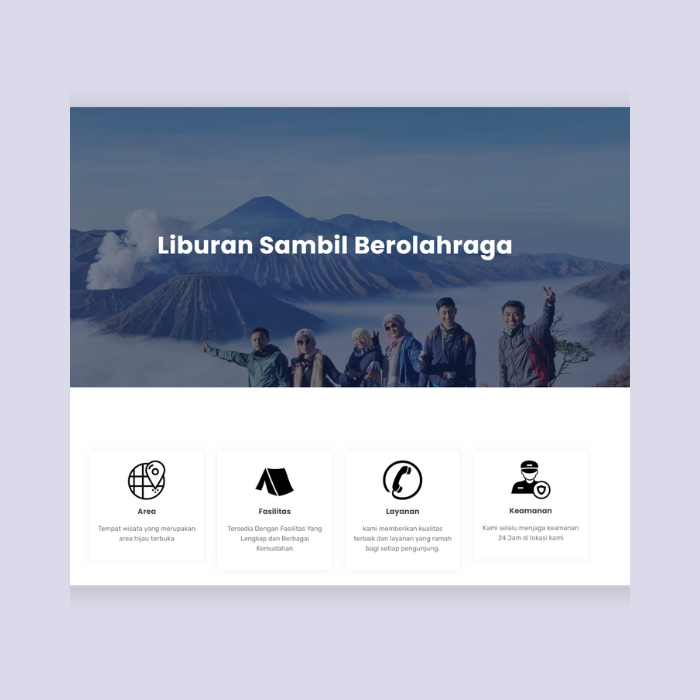 Liburan Sambil Berolahraga
Area
Tempat wisata yang merupakan
area hijau terbuka
Fasilitas
Tersedia Dengan Fasilitas Yang
Lengkap dan Berbagai
Kemudahan
Layanan
kami memberikan kualitas
terbaik dan layanan yang ramah
bagi setiap pengunjung.
Keamanan
Kami selalu menjaga keamanan
24 Jam di lokasi kami